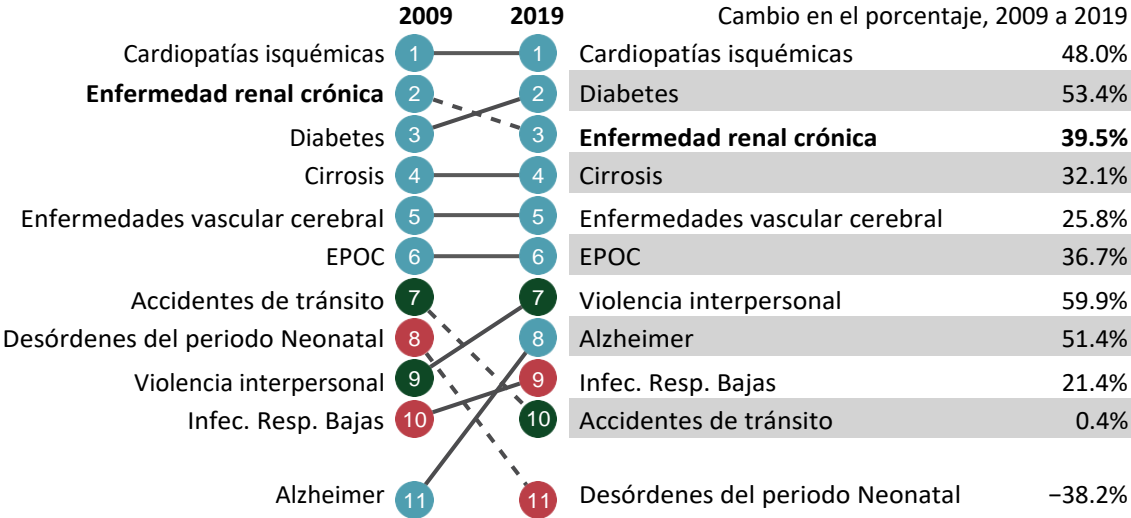 2009 2019 Cambio en el porcentaje, 2009 a 2019
Cardiopatías isquémicas 1 1 Cardiopatías isquémicas 48.0%
Enfermedad renal crónica 2 2 Diabetes 53.4%
Diabetes 3 3 Enfermedad renal crónica 39.5%
Cirrosis 4 4 Cirrosis 32.1%
Enfermedades vascular cerebral 5 5 Enfermedades vascular cerebral 25.8%
EPOC 6 6 EPOC 36.7%
Accidentes de tránsito 7 7 Violencia interpersonal 59.9%
Desórdenes del periodo Neonatal 8 8 Alzheimer 51.4%
Violencia interpersonal 9 9 Infec. Resp. Bajas 21.4%
Infec. Resp. Bajas 10 10 Accidentes de tránsito 0.4%
Alzheimer 11 11 Desórdenes del periodo Neonatal −38.2%